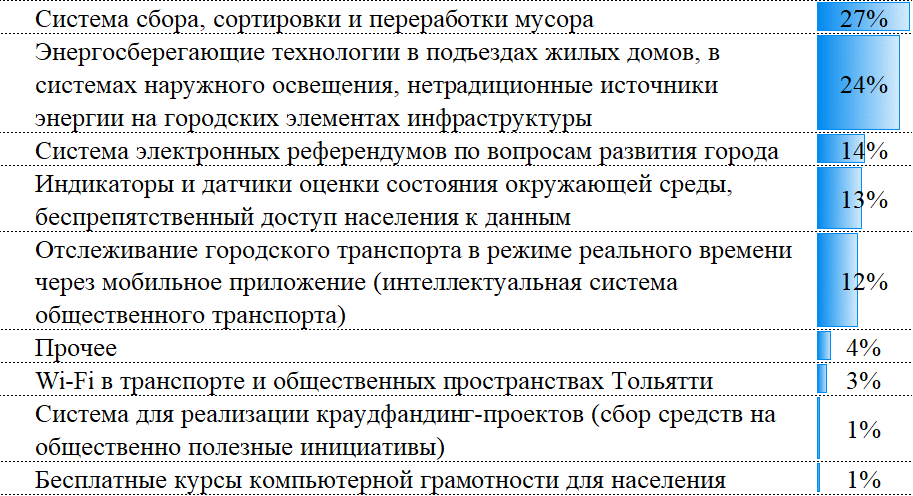 Система сбора, сортировки и переработки мусора 27%
Энергосберегающие технологии в подъездах жилых домов, в
системах наружного освещения, нетрадиционные источники 24%
энергии на городских элементах инфраструктуры
Система электронных референдумов по вопросам развития города 14%
Индикаторы и датчики оценки состояния окружающей среды, 13%
беспрепятственный доступ населения к данным
Отслеживание городского транспорта в режиме реального времени
через мобильное приложение (интеллектуальная система 12%
общественного транспорта)
Прочее 4%
Wi-Fi в транспорте и общественных пространствах Тольятти 3%
Система для реализации краудфандинг-проектов (сбор средств на 1%
общественно полезные инициативы)
Бесплатные курсы компьютерной грамотности для населения 1%